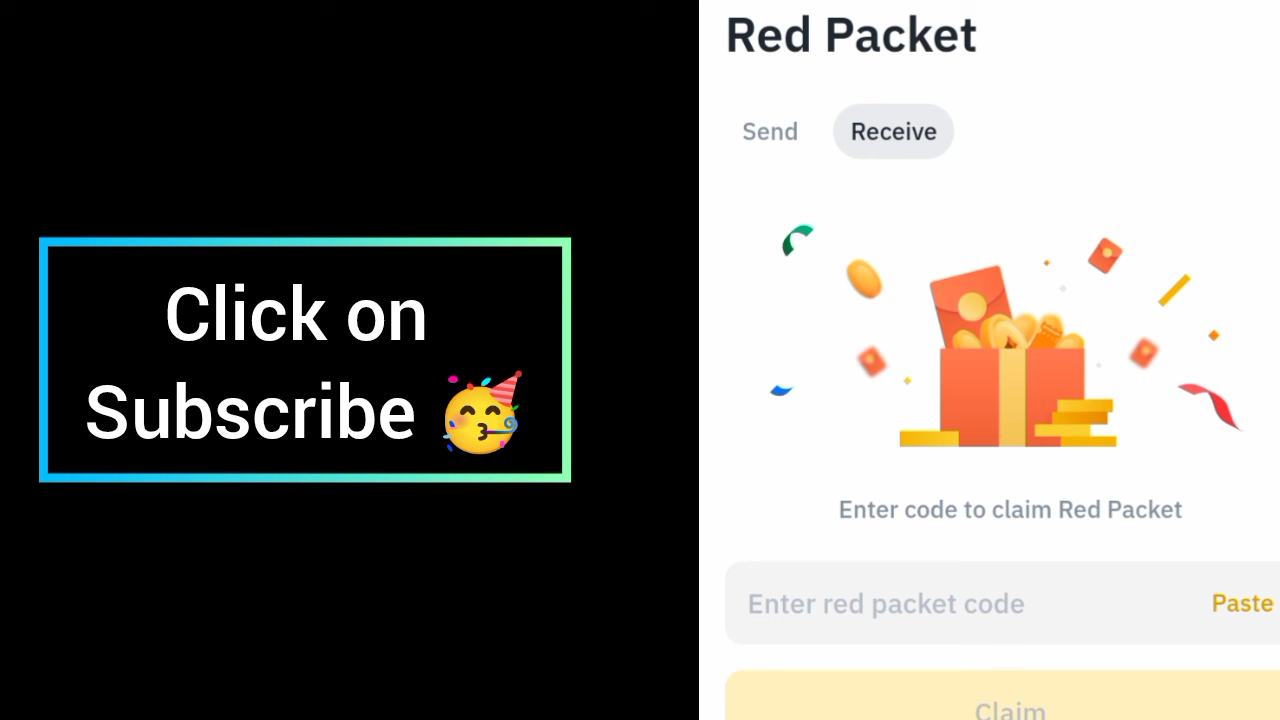 Click on
Subscribe 🥳
Red Packet
Send
Receive
Enter code to claim Red Packet
Enter red packet code
Paste
Claim